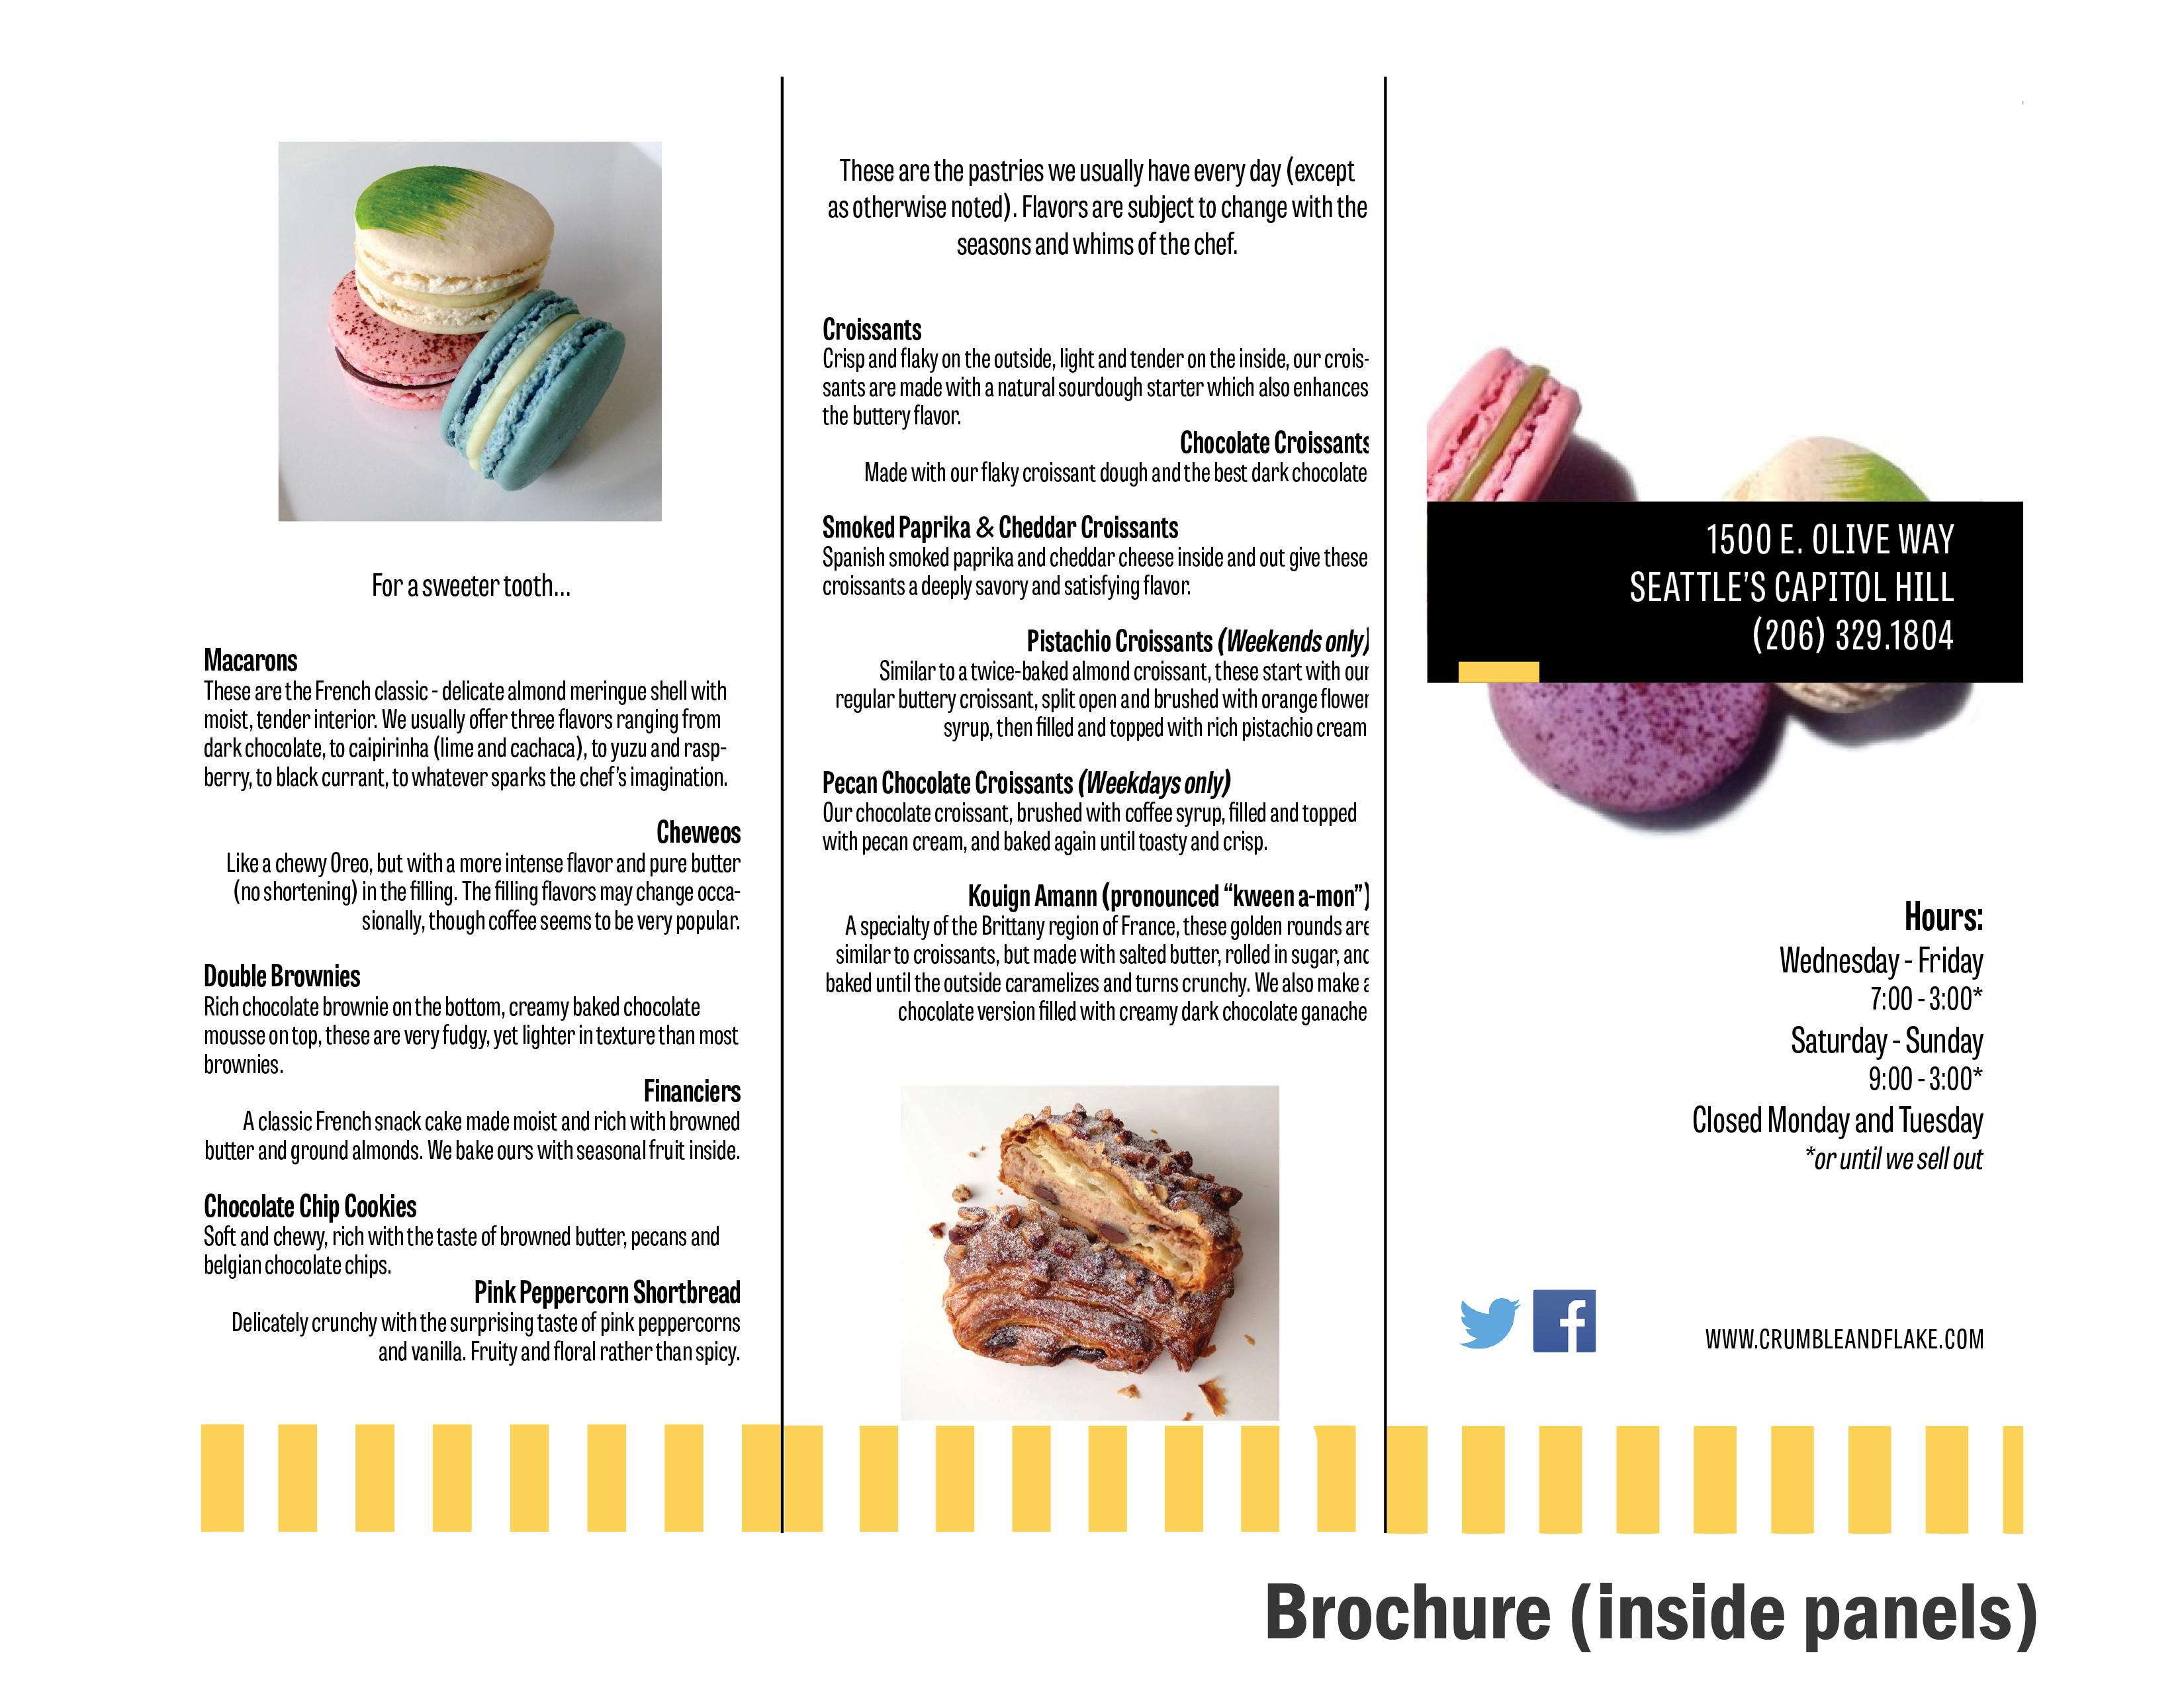 For a sweeter tooth...
Macarons
These are the French classic - delicate almond meringue shell with
moist, tender interior. We usually offer three flavors ranging from
dark chocolate, to caipirinha (lime and cachaca), to yuzu and rasp-
berry, to black currant, to whatever sparks the chef's imagination.
Cheweos
Like a chewy Oreo, but with a more intense flavor and pure butter
(no shortening) in the filling. The filling flavors may change occa-
sionally, though coffee seems to be very popular.
Double Brownies
Rich chocolate brownie on the bottom, creamy baked chocolate
mousse on top, these are very fudgy, yet lighter in texture than most
brownies.
Financiers
A classic French snack cake made moist and rich with browned
butter and ground almonds. We bake ours with seasonal fruit inside.
Chocolate Chip Cookies
Soft and chewy, rich with the taste of browned butter, pecans and
belgian chocolate chips.
Pink Peppercorn Shortbread
Delicately crunchy with the surprising taste of pink peppercorns
and vanilla. Fruity and floral rather than spicy.
These are the pastries we usually have every day (except
as otherwise noted). Flavors are subject to change with the
seasons and whims of the chef.
Croissants
Crisp and flaky on the outside, light and tender on the inside, our crois-
sants are made with a natural sourdough starter which also enhances
the buttery flavor.
Chocolate Croissants
Made with our flaky croissant dough and the best dark chocolate
Smoked Paprika & Cheddar Croissants
Spanish smoked paprika and cheddar cheese inside and out give these
croissants a deeply savory and satisfying flavor.
Pistachio Croissants (Weekends only)
Similar to a twice-baked almond croissant, these start with our
regular buttery croissant, split open and brushed with orange flower
syrup, then filled and topped with rich pistachio cream
Pecan Chocolate Croissants (Weekdays only)
Our chocolate croissant, brushed with coffee syrup, filled and topped
with pecan cream, and baked again until toasty and crisp.
Kouign Amann (pronounced “kween a-mon”)
A specialty of the Brittany region of France, these golden rounds are
similar to croissants, but made with salted butter, rolled in sugar, and
baked until the outside caramelizes and turns crunchy. We also make a
chocolate version filled with creamy dark chocolate ganache
1500 E. OLIVE WAY
SEATTLE'S CAPITOL HILL
(206) 329.1804
Hours:
Wednesday - Friday
7:00 - 3:00*
Saturday - Sunday
9:00 - 3:00*
Closed Monday and Tuesday
*or until we sell out
WWW.CRUMBLEANDFLAKE.COM
Brochure (inside panels)